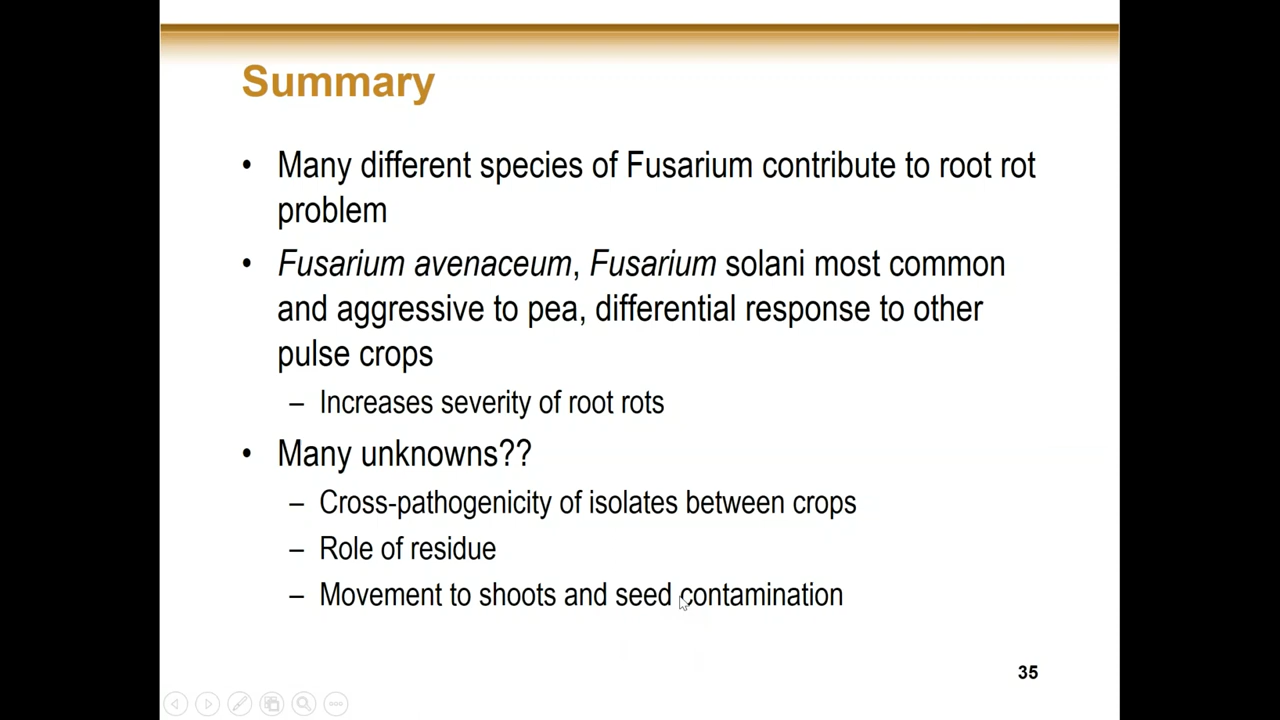 Summary
• Many different species of Fusarium contribute to root rot
problem
• Fusarium avenaceum, Fusarium solani most common
and aggressive to pea, differential response to other
pulse crops
– Increases severity of root rots
• Many unknowns??
– Cross-pathogenicity of isolates between crops
– Role of residue
– Movement to shoots and seed contamination
35